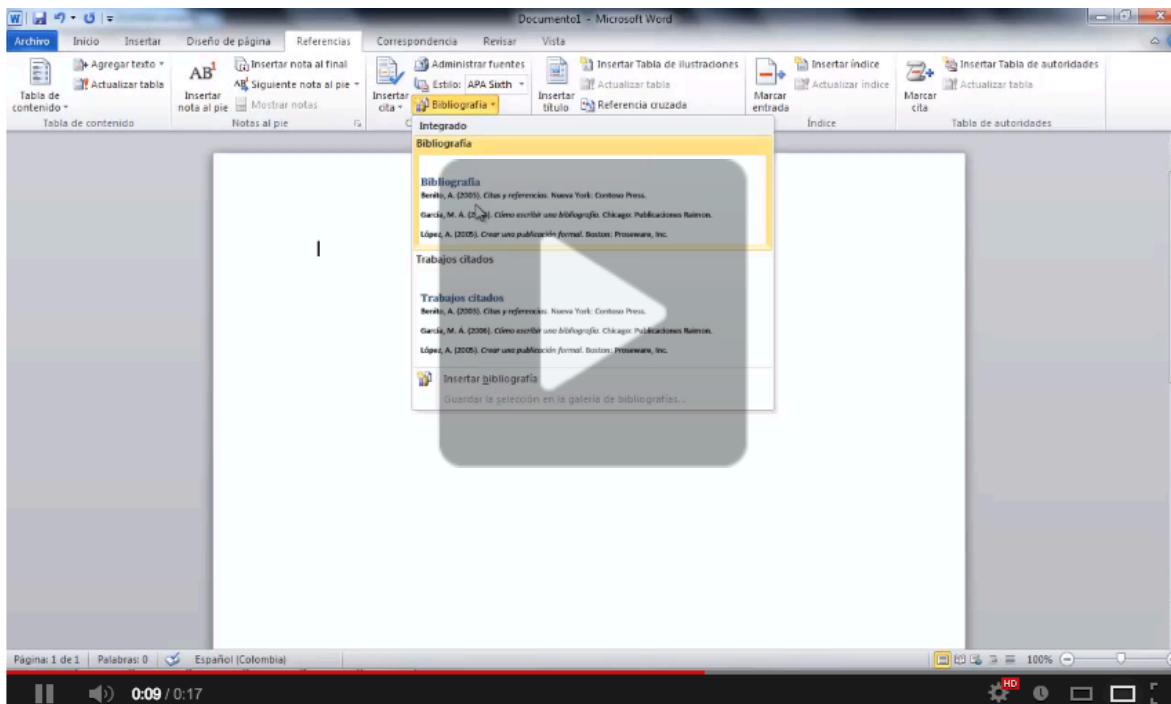 Documento1 - Microsoft Word
Archivo Inicio Insertar Diseño de página Referencias Correspondencia Revisar Vista
Tabla de contenido
Agregar texto
Actualizar tabla
Tabla de contenido
AB1
Insertar nota al pie
Insertar nota al final
Siguiente nota al pie
Mostrar notas
Notas al pie
Insertar cita
Administrar fuentes
Estilo: APA Sixth
Bibliografía
Insertar título
Insertar Tabla de ilustraciones
Actualizar tabla
Referencia cruzada
Marcar entrada
Insertar índice
Actualizar índice
Índice
Marcar cita
Insertar Tabla de autoridades
Actualizar tabla
Tabla de autoridades
Integrado
Bibliografía
Bibliografía
Benito, A. (2005). Citas y referencias. Nueva York: Contoso Press.
García, M. A. Cómo escribir una bibliografía. Chicago: Publicaciones Raimon.
López, A. (2005). Crear una publicación formal. Boston: Proseware, Inc.
Trabajos citados
Trabajos citados
Benito, A. (2005). Citas y referencias. Nueva York: Contoso Press.
García, M. Á. (2006). Cómo escribir una bibliografía. Chicago: Publicaciones Raimon.
López, A. (2005). Crear una publicación formal. Boston: Proseware, Inc.
Insertar bibliografía
Guardar la selección en la galería de bibliografías...
Página: 1 de 1 Palabras: 0 Español (Colombia) 100%
0:09 / 0:17 HD